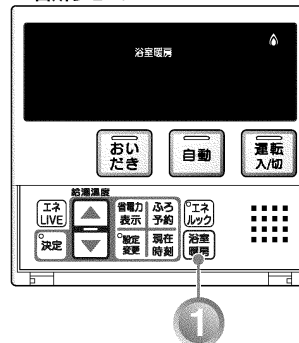 浴室暖房
おい
だき
自動
運転
入/切
給湯温度
エネ
LIVE
省電力
表示
ふろ
予約
エネ
ルック
決定
設定
変更
現在
時刻
浴室
暖房
1